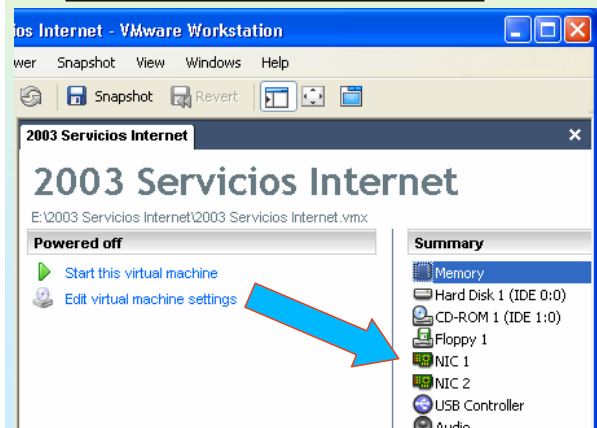 ios Internet - VMware Workstation
wer Snapshot View Windows Help
Snapshot Revert
2003 Servicios Internet
2003 Servicios Internet
E:\2003 Servicios Internet\2003 Servicios Internet.vmx
Powered off
Start this virtual machine
Edit virtual machine settings
Summary
Memory
Hard Disk 1 (IDE 0:0)
CD-ROM 1 (IDE 1:0)
Floppy 1
NIC 1
NIC 2
USB Controller
Audio